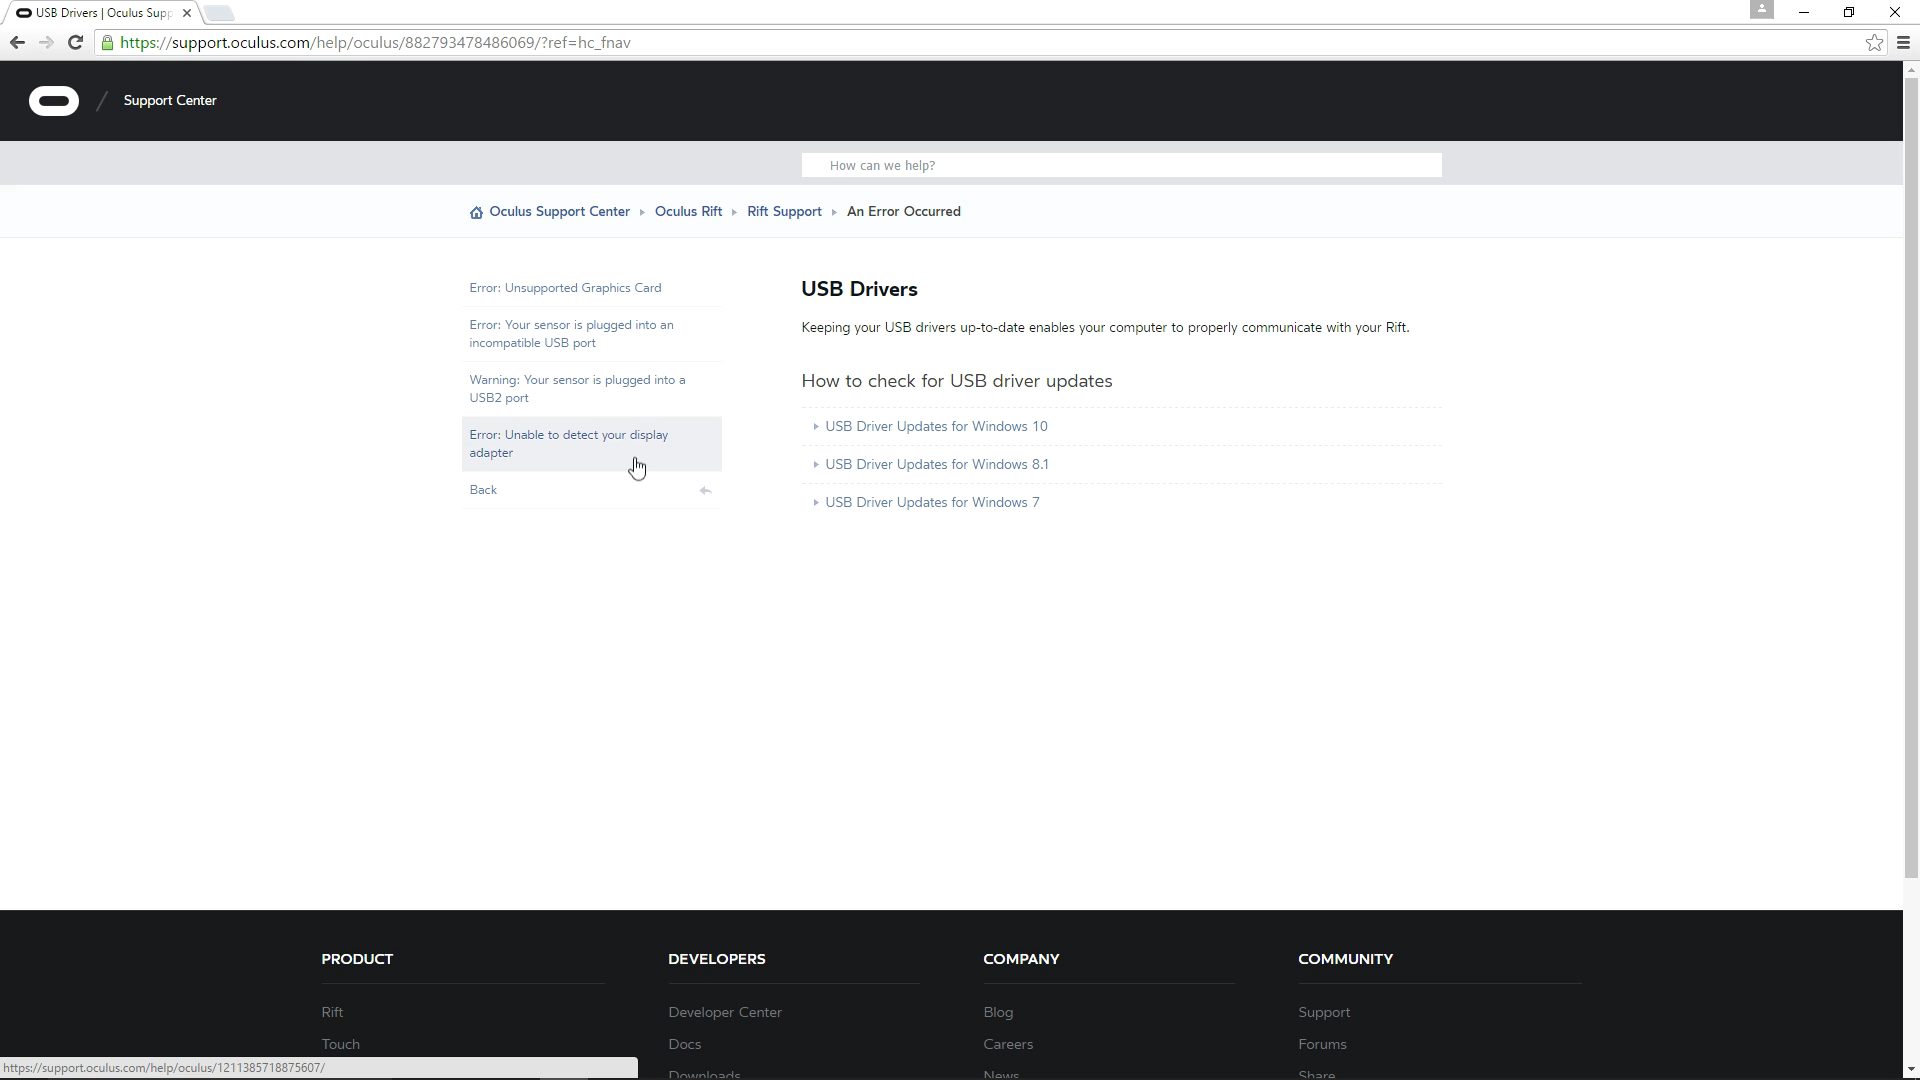 USB Drivers | Oculus Supp
https://support.oculus.com/help/oculus/882793478486069/?ref=hc_fnav
Support Center
How can we help?
Oculus Support Center
Oculus Rift
Rift Support
An Error Occurred
Error: Unsupported Graphics Card
Error: Your sensor is plugged into an
incompatible USB port
Warning: Your sensor is plugged into a
USB2 port
Error: Unable to detect your display
adapter
Back
USB Drivers
Keeping your USB drivers up-to-date enables your computer to properly communicate with your Rift.
How to check for USB driver updates
USB Driver Updates for Windows 10
USB Driver Updates for Windows 8.1
USB Driver Updates for Windows 7
PRODUCT
Rift
Touch
DEVELOPERS
Developer Center
Docs
Downloads
COMPANY
Blog
Careers
News
COMMUNITY
Support
Forums
Share
https://support.oculus.com/help/oculus/1211385718875607/